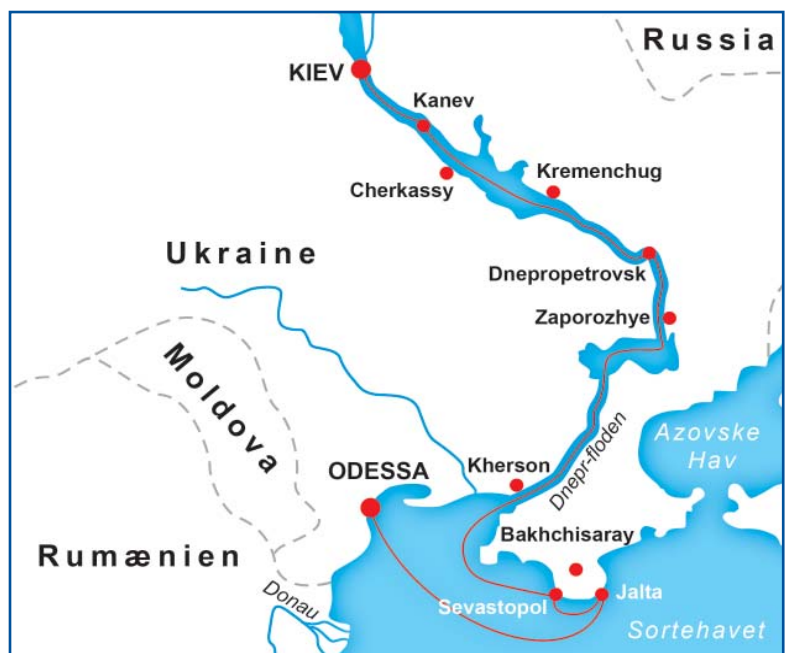 Russia
KIEV
Kanev
Kremenchug
Cherkassy
Ukraine
Dnepropetrovsk
Zaporozhye
Moldova
Azovske
Hav
Dnepr-floden
Kherson
ODESSA
Bakhchisaray
Rumænien
Donau
Sevastopol
Jalta
Sortehavet